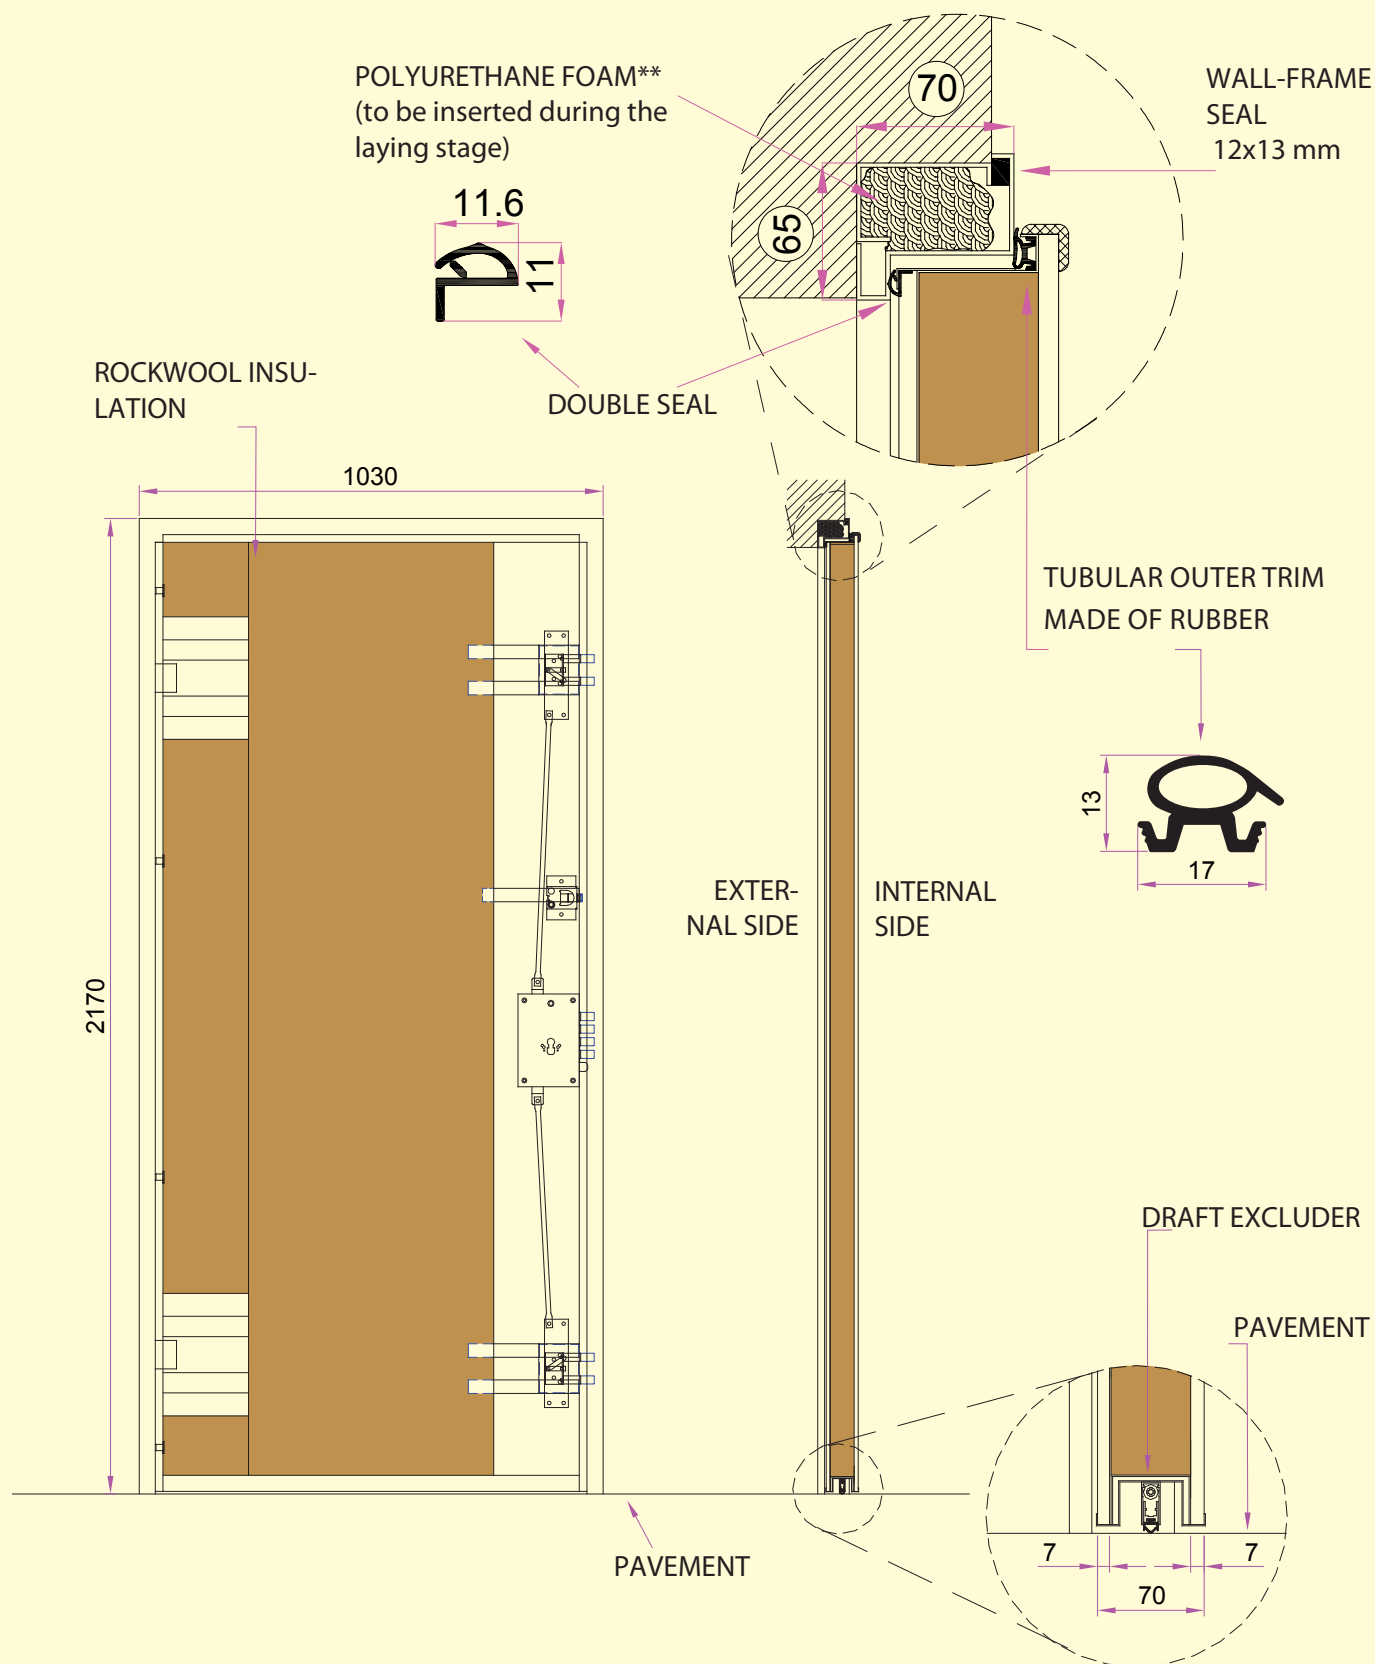 POLYURETHANE FOAM**
(to be inserted during the
laying stage)
70
WALL-FRAME
SEAL
12x13 mm
11.6
11
65
ROCKWOOL INSU-
LATION
DOUBLE SEAL
1030
TUBULAR OUTER TRIM
MADE OF RUBBER
13
17
EXTER-
NAL SIDE
INTERNAL
SIDE
2170
DRAFT EXCLUDER
PAVEMENT
7
7
70
PAVEMENT